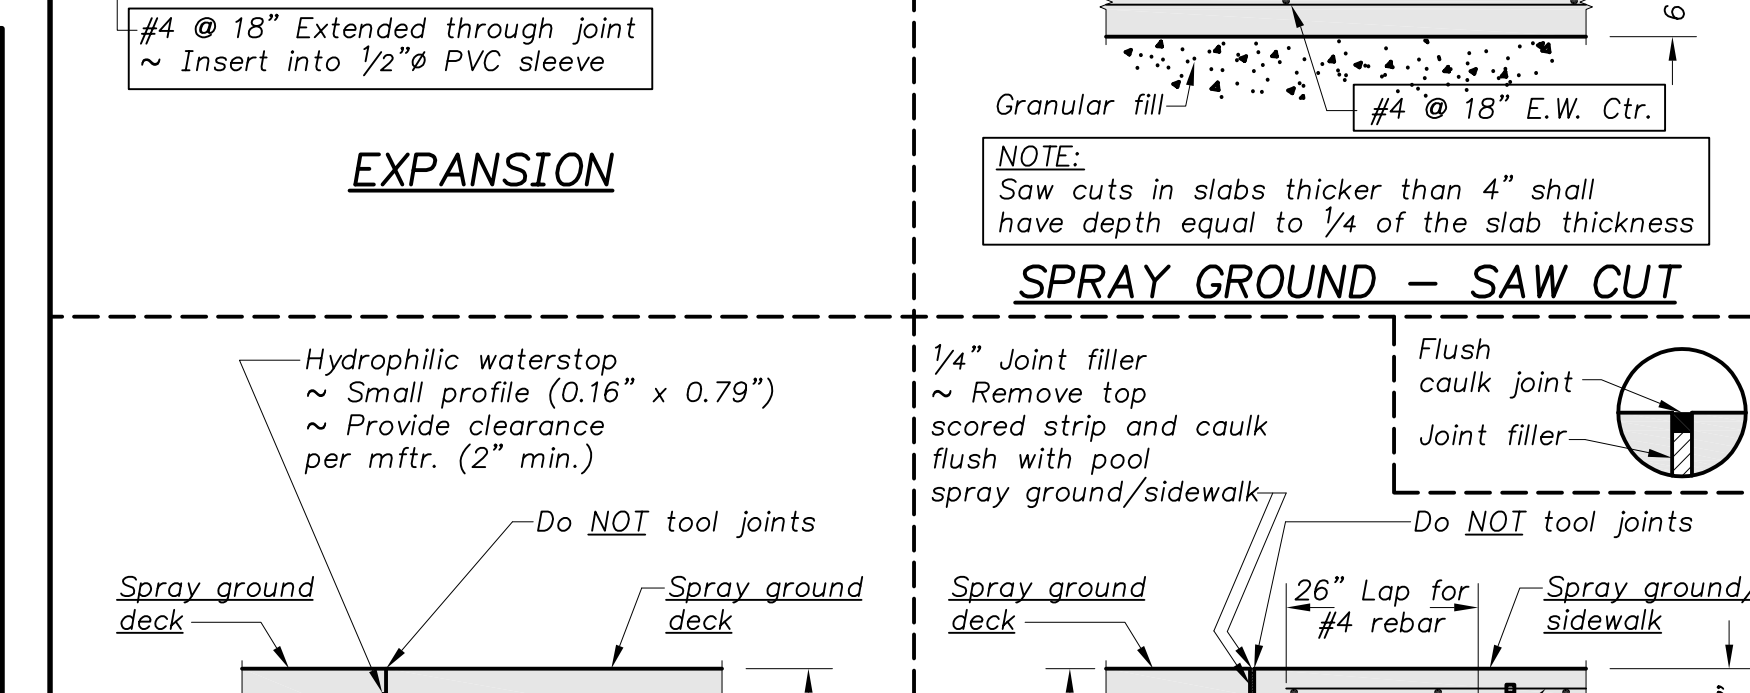 #4 @ 18" Extended through joint
~ Insert into 1/2"ø PVC sleeve
EXPANSION
6
Granular fill
#4 @ 18" E.W. Ctr.
NOTE:
Saw cuts in slabs thicker than 4" shall
have depth equal to 1/4 of the slab thickness
SPRAY GROUND - SAW CUT
Hydrophilic waterstop
~ Small profile (0.16" x 0.79")
~ Provide clearance
per mftr. (2" min.)
Do NOT tool joints
Spray ground
deck
Spray ground
deck
1/4" Joint filler
~ Remove top
scored strip and caulk
flush with pool
spray ground/sidewalk
Flush
caulk joint
Joint filler
Do NOT tool joints
Spray ground
deck
26" Lap for
#4 rebar
Spray ground/
sidewalk